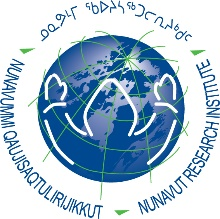 ᓄᓇᕗᒻᒥ ᖃᐅᔨᓴᖅᑐᓕᕆᔨᒃᑯᑦ
NUNAVUMMI QAUJISAQTULIRIJIKKUT
NUNAVUT RESEARCH INSTITUTE